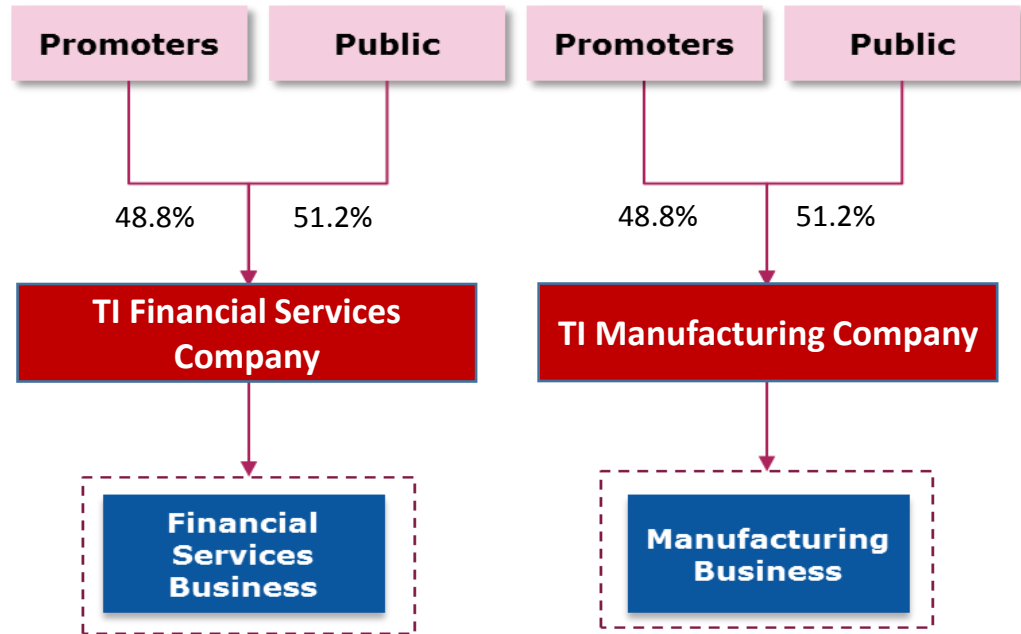 Promoters
Public
Promoters
Public
48.8%
51.2%
48.8%
51.2%
TI Financial Services
Company
TI Manufacturing Company
Financial
Services
Business
Manufacturing
Business